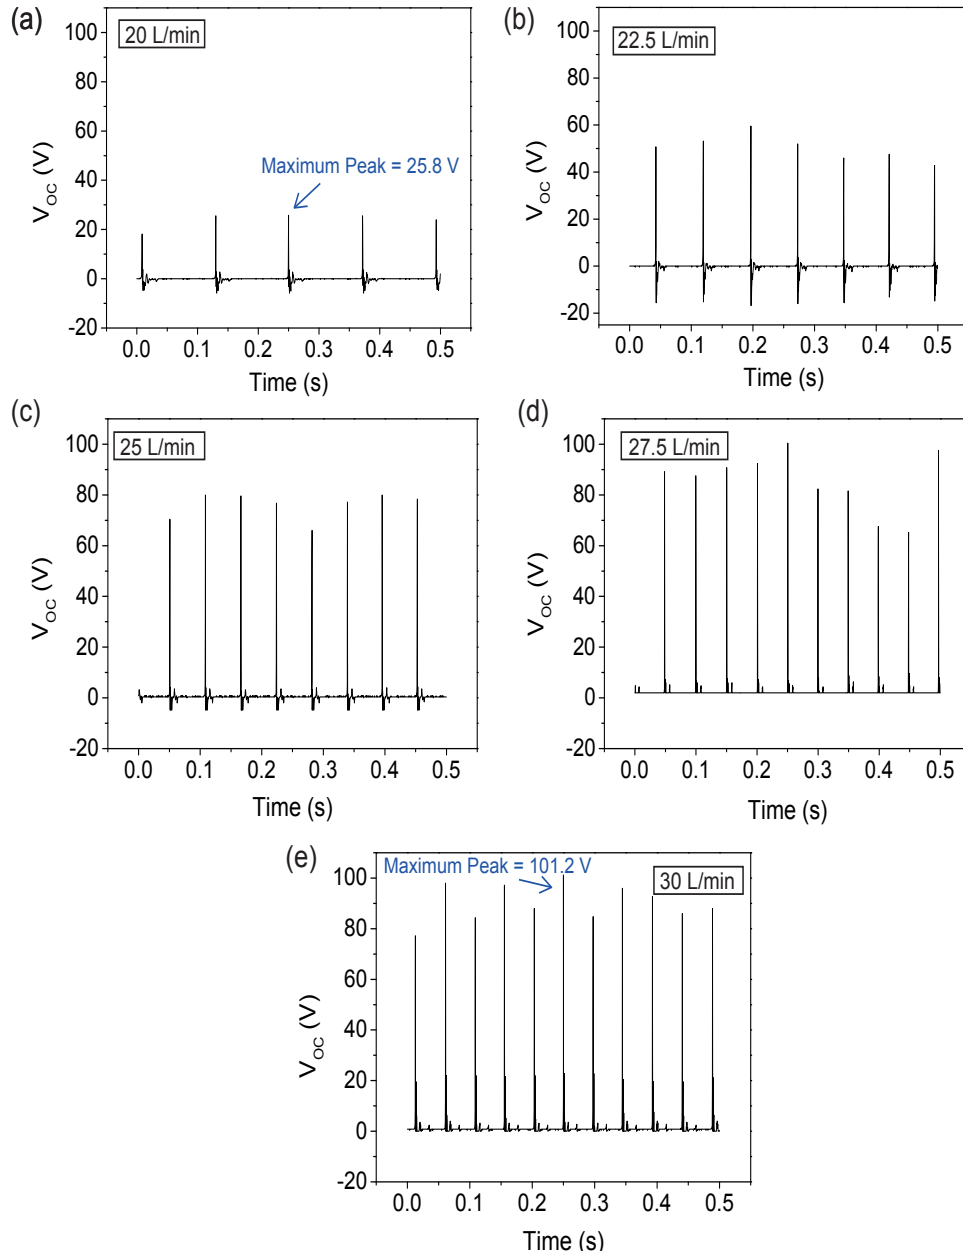 (a)
20 L/min
100
80
60
40
20
0
-20
V_OC (V)
Maximum Peak = 25.8 V
0.0 0.1 0.2 0.3 0.4 0.5
Time (s)
(b)
22.5 L/min
100
80
60
40
20
0
-20
V_OC (V)
0.0 0.1 0.2 0.3 0.4 0.5
Time (s)
(c)
25 L/min
100
80
60
40
20
0
-20
V_OC (V)
0.0 0.1 0.2 0.3 0.4 0.5
Time (s)
(d)
27.5 L/min
100
80
60
40
20
0
-20
V_OC (V)
0.0 0.1 0.2 0.3 0.4 0.5
Time (s)
(e)
Maximum Peak = 101.2 V
30 L/min
100
80
60
40
20
0
-20
V_OC (V)
0.0 0.1 0.2 0.3 0.4 0.5
Time (s)